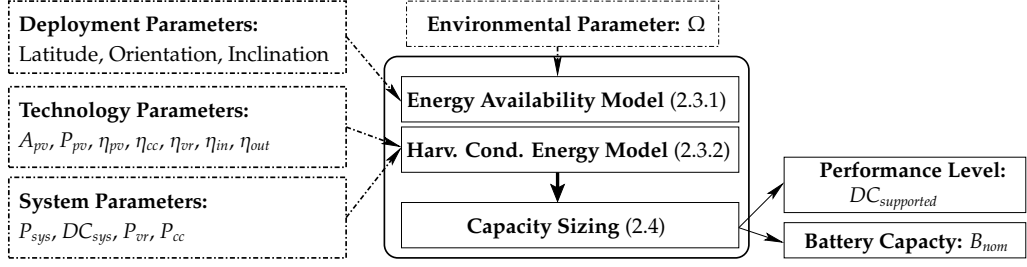 Deployment Parameters:
Latitude, Orientation, Inclination
Technology Parameters:
A_pv, P_pv, η_pv, η_cc, η_vr, η_in, η_out
System Parameters:
P_sys, DC_sys, P_vr, P_cc
Environmental Parameter: Ω
Energy Availability Model (2.3.1)
Harv. Cond. Energy Model (2.3.2)
Capacity Sizing (2.4)
Performance Level:
DC_supported
Battery Capacty: B_nom